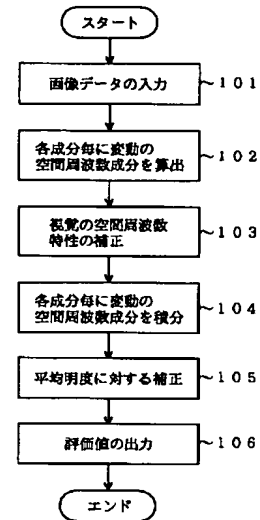 スタート
画像データの入力
~101
各成分毎に変動の
空間周波数成分を算出
~102
視覚の空間周波数
特性の補正
~103
各成分毎に変動の
空間周波数成分を積分
~104
平均明度に対する補正
~105
評価値の出力
~106
エンド